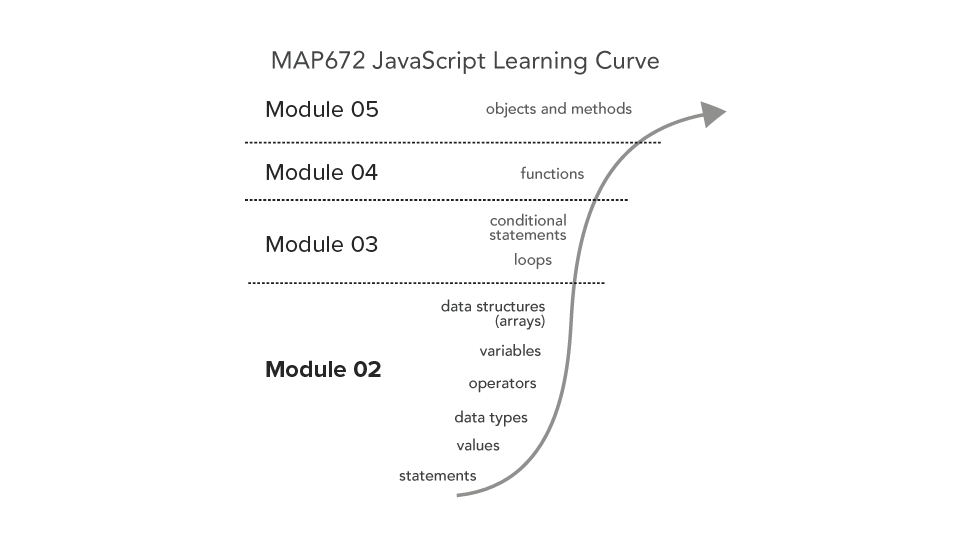 MAP672 JavaScript Learning Curve
Module 05
objects and methods
Module 04
functions
Module 03
conditional
statements
loops
Module 02
data structures
(arrays)
variables
operators
data types
values
statements